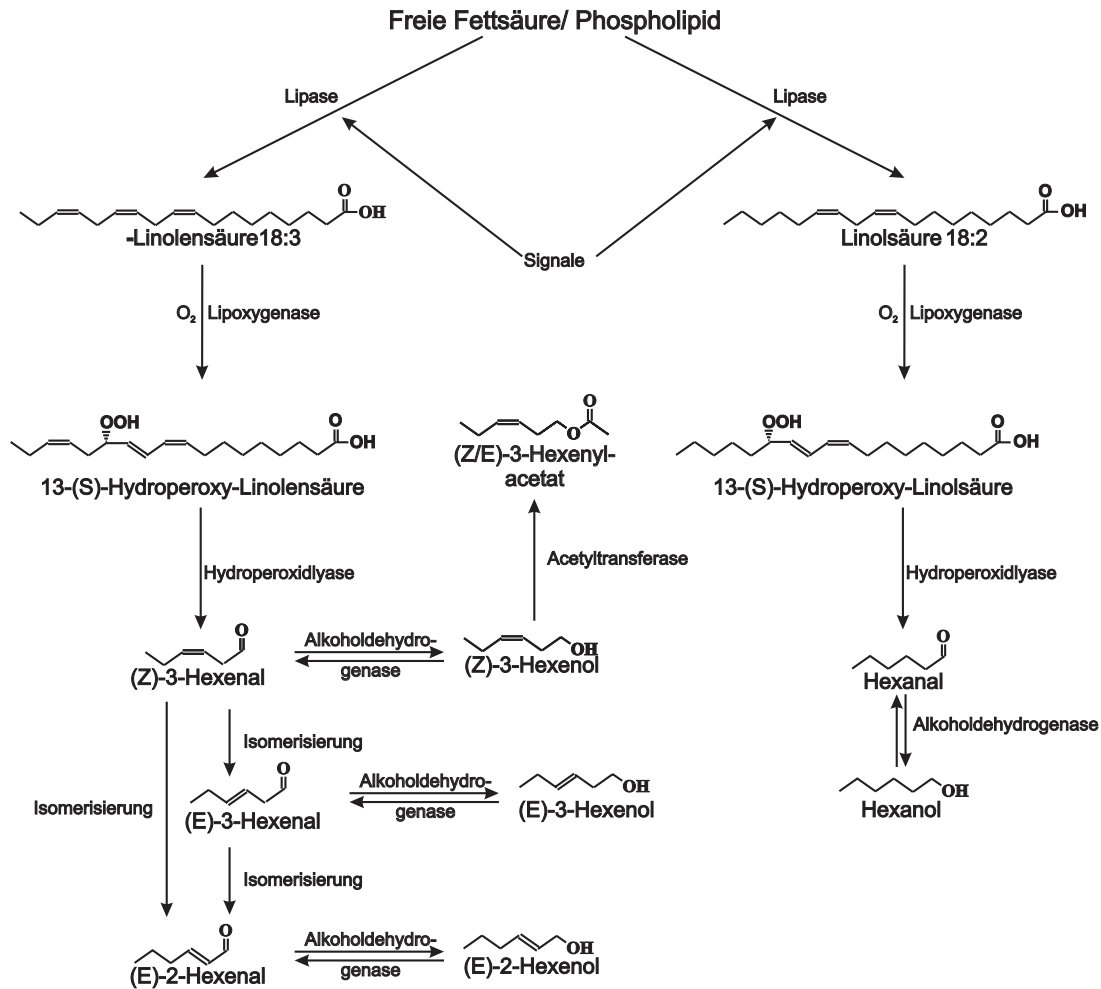 Freie Fettsäure/ Phospholipid
Lipase
Lipase
O
OH
-Linolensäure18:3
O
OH
Linolsäure 18:2
Signale
O2 Lipoxygenase
O2 Lipoxygenase
OOH
O
OH
13-(S)-Hydroperoxy-Linolensäure
O
O
(Z/E)-3-Hexenyl-
acetat
OOH
O
OH
13-(S)-Hydroperoxy-Linolsäure
Acetyltransferase
Hydroperoxidlyase
Hydroperoxidlyase
O
(Z)-3-Hexenal
Alkoholdehydro-
genase
OH
(Z)-3-Hexenol
O
Hexanal
Alkoholdehydrogenase
OH
Hexanol
Isomerisierung
Isomerisierung
O
(E)-3-Hexenal
Alkoholdehydro-
genase
OH
(E)-3-Hexenol
Isomerisierung
O
(E)-2-Hexenal
Alkoholdehydro-
genase
OH
(E)-2-Hexenol